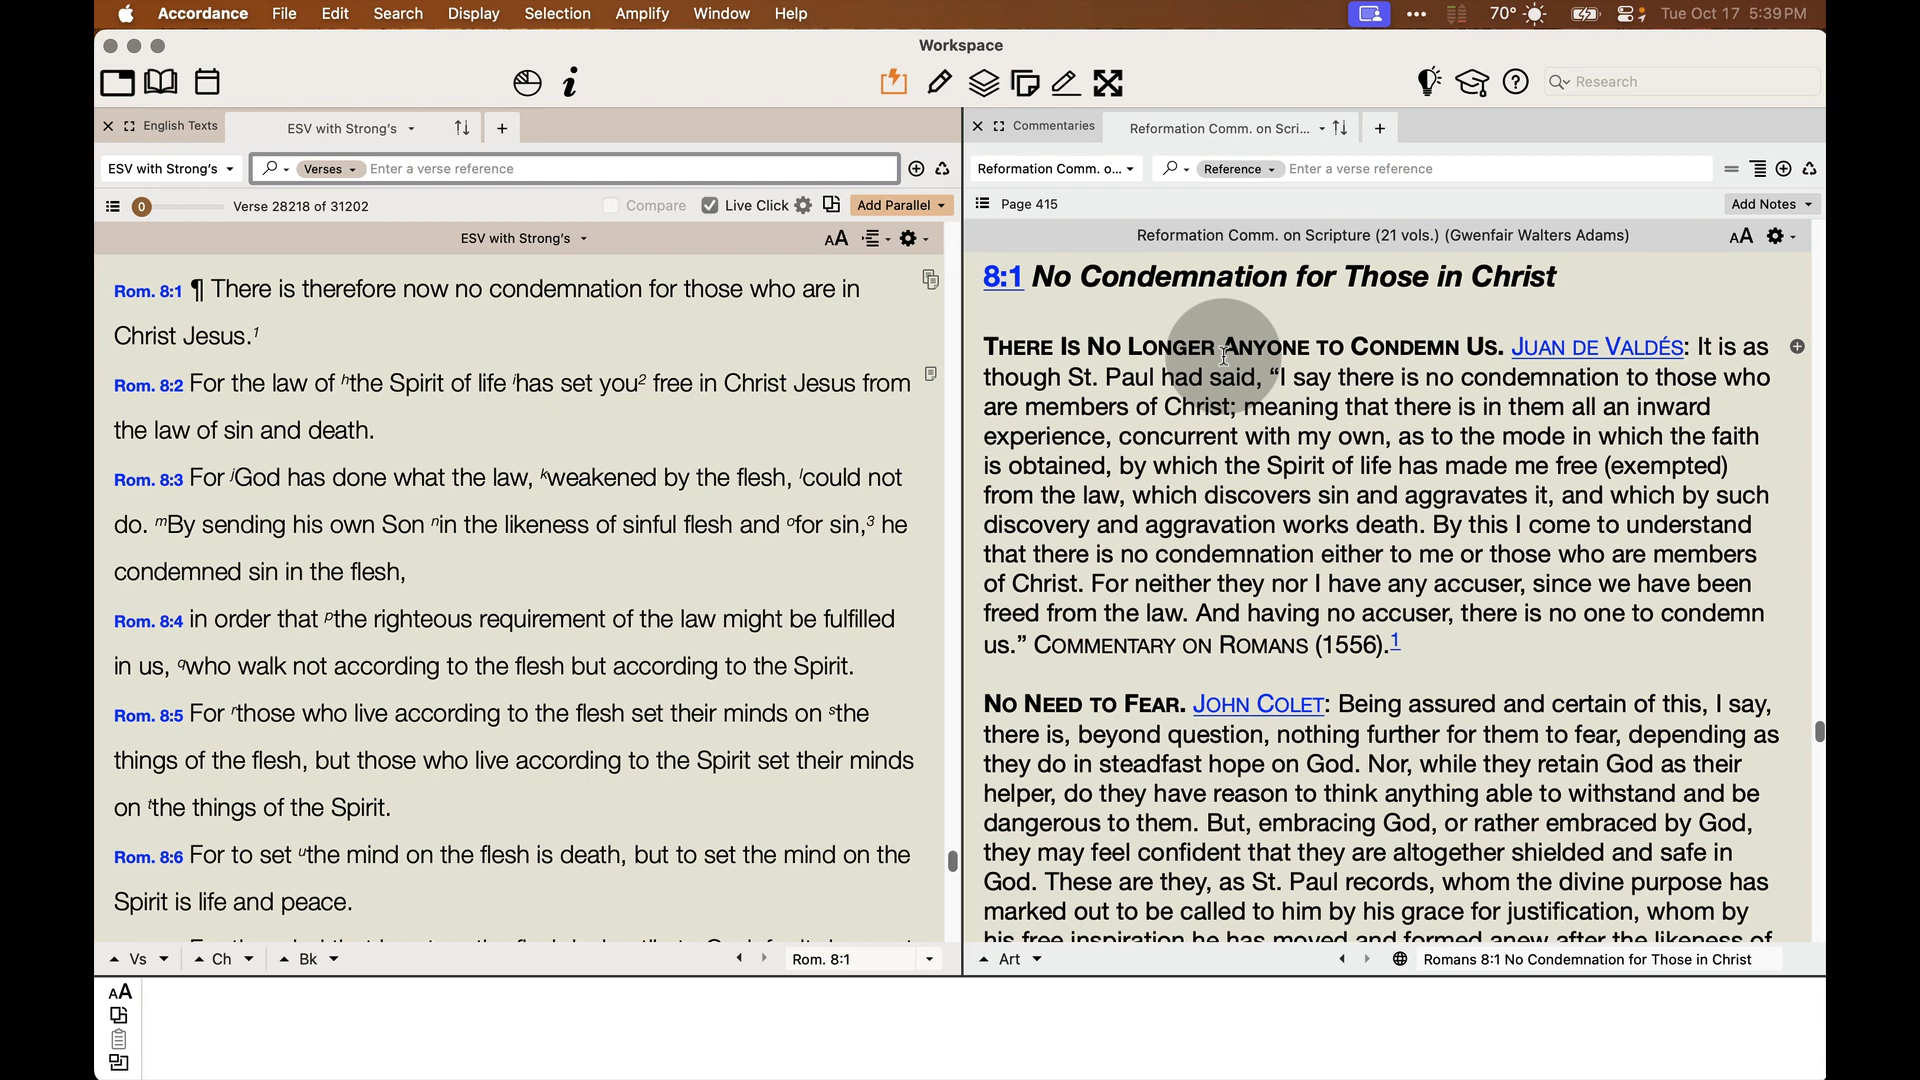 Accordance File Edit Search Display Selection Amplify Window Help 70° Tue Oct 17 5:39 PM
Workspace
Research
English Texts ESV with Strong's
ESV with Strong's Verses Enter a verse reference
0 Verse 28218 of 31202 Compare Live Click Add Parallel
ESV with Strong's AA
Rom. 8:1 ¶ There is therefore now no condemnation for those who are in
Christ Jesus.1
Rom. 8:2 For the law of hthe Spirit of life ihas set you2 free in Christ Jesus from
the law of sin and death.
Rom. 8:3 For jGod has done what the law, kweakened by the flesh, lcould not
do. mBy sending his own Son nin the likeness of sinful flesh and ofor sin,3 he
condemned sin in the flesh,
Rom. 8:4 in order that pthe righteous requirement of the law might be fulfilled
in us, qwho walk not according to the flesh but according to the Spirit.
Rom. 8:5 For rthose who live according to the flesh set their minds on sthe
things of the flesh, but those who live according to the Spirit set their minds
on tthe things of the Spirit.
Rom. 8:6 For to set uthe mind on the flesh is death, but to set the mind on the
Spirit is life and peace.
Vs Ch Bk Rom. 8:1
Commentaries Reformation Comm. on Scri...
Reformation Comm. o... Reference Enter a verse reference
Page 415 Add Notes
Reformation Comm. on Scripture (21 vols.) (Gwenfair Walters Adams) AA
8:1 No Condemnation for Those in Christ
THERE IS NO LONGER ANYONE TO CONDEMN US. JUAN DE VALDÉS: It is as
though St. Paul had said, “I say there is no condemnation to those who
are members of Christ; meaning that there is in them all an inward
experience, concurrent with my own, as to the mode in which the faith
is obtained, by which the Spirit of life has made me free (exempted)
from the law, which discovers sin and aggravates it, and which by such
discovery and aggravation works death. By this I come to understand
that there is no condemnation either to me or those who are members
of Christ. For neither they nor I have any accuser, since we have been
freed from the law. And having no accuser, there is no one to condemn
us.” COMMENTARY ON ROMANS (1556).1
NO NEED TO FEAR. JOHN COLET: Being assured and certain of this, I say,
there is, beyond question, nothing further for them to fear, depending as
they do in steadfast hope on God. Nor, while they retain God as their
helper, do they have reason to think anything able to withstand and be
dangerous to them. But, embracing God, or rather embraced by God,
they may feel confident that they are altogether shielded and safe in
God. These are they, as St. Paul records, whom the divine purpose has
marked out to be called to him by his grace for justification, whom by
his free inspiration he has moved and formed anew after the likeness of
Art Romans 8:1 No Condemnation for Those in Christ
AA